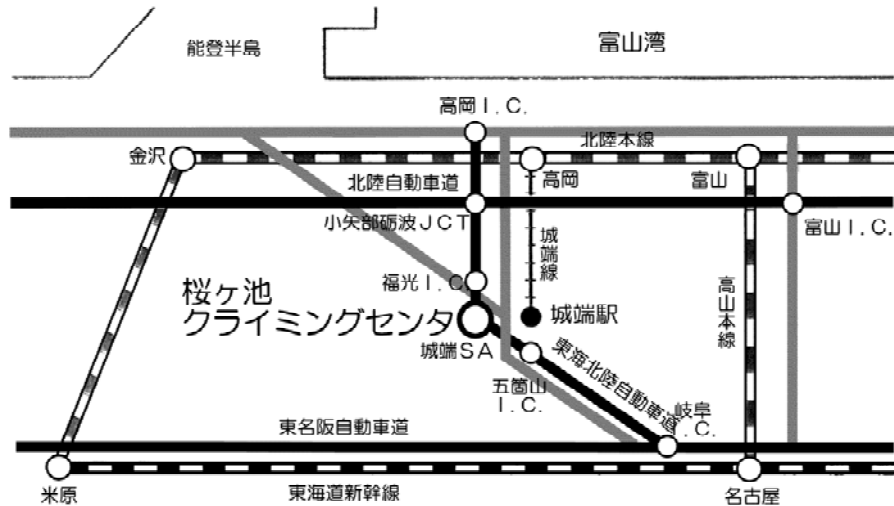 能登半島
富山湾
高岡I.C.
北陸本線
金沢
高岡
富山
北陸自動車道
小矢部砺波JCT
富山I.C.
城端線
福光I.C
高山本線
桜ヶ池
クライミングセンタ
城端駅
城端SA
東海北陸自動車道
五箇山
I.C.
岐阜
I.C.
東名阪自動車道
米原
東海道新幹線
名古屋